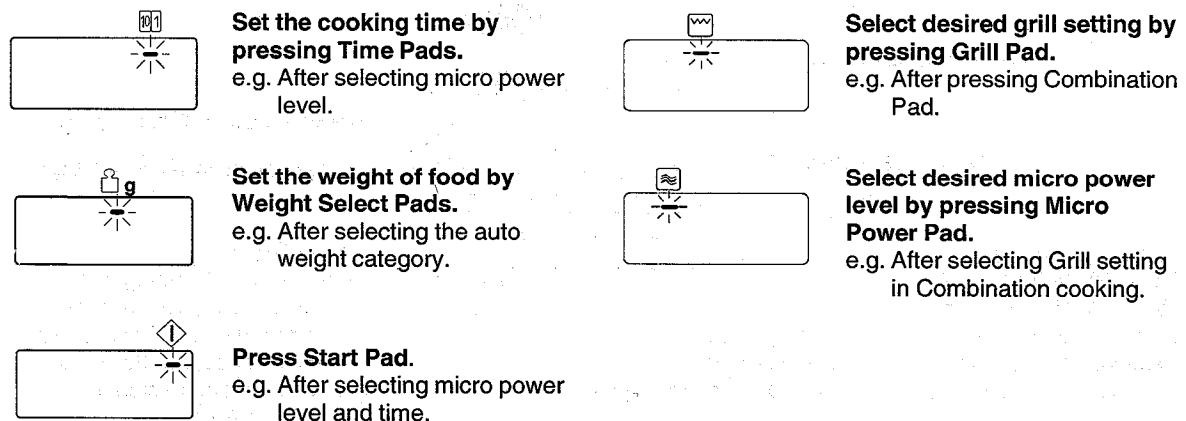 10 1
Set the cooking time by
pressing Time Pads.
e.g. After selecting micro power
level.
g
Set the weight of food by
Weight Select Pads.
e.g. After selecting the auto
weight category.
Press Start Pad.
e.g. After selecting micro power
level and time.
Select desired grill setting by
pressing Grill Pad.
e.g. After pressing Combination
Pad.
Select desired micro power
level by pressing Micro
Power Pad.
e.g. After selecting Grill setting
in Combination cooking.